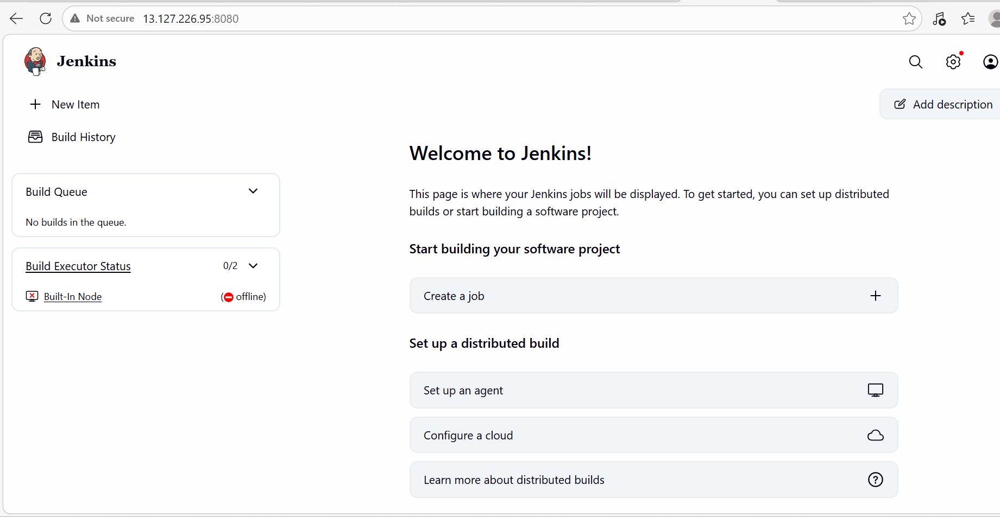 Not secure 13.127.226.95:8080
Jenkins
New Item
Add description
Build History
Welcome to Jenkins!
Build Queue
No builds in the queue.
This page is where your Jenkins jobs will be displayed. To get started, you can set up distributed
builds or start building a software project.
Start building your software project
Build Executor Status 0/2
Built-In Node (offline)
Create a job
Set up a distributed build
Set up an agent
Configure a cloud
Learn more about distributed builds